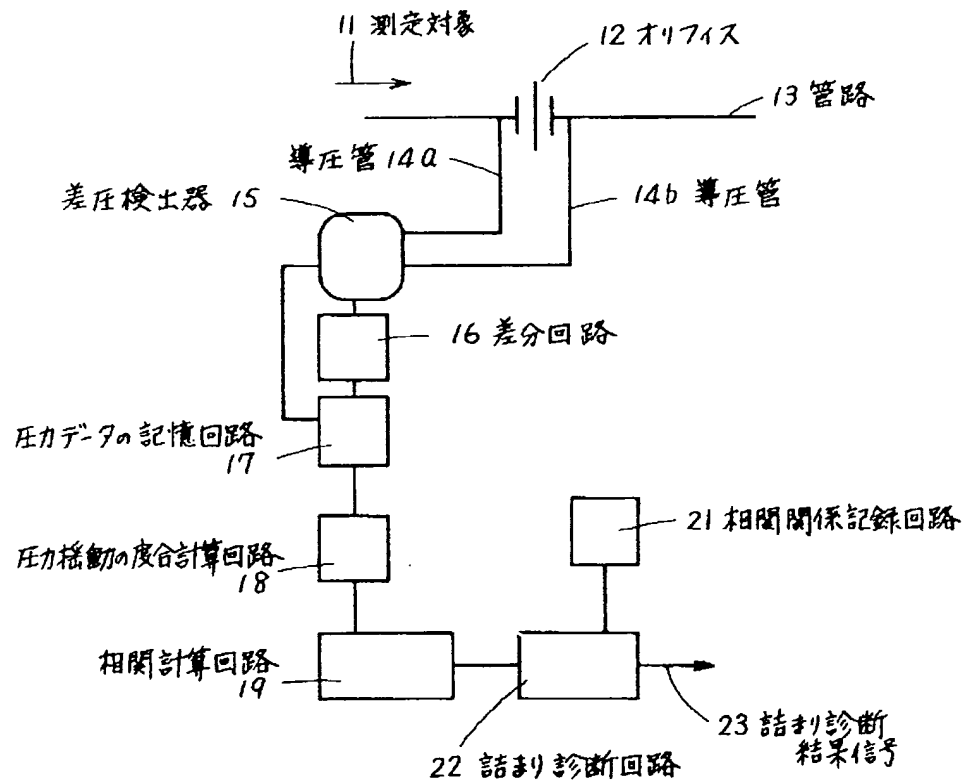 11 測定対象
12 オリフィス
13 管路
導圧管 14a
差圧検出器 15
14b 導圧管
16 差分回路
圧力データの記憶回路
17
21 相関関係記録回路
圧力揺動の度合計算回路
18
相関計算回路
19
23 詰まり診断
結果信号
22 詰まり診断回路